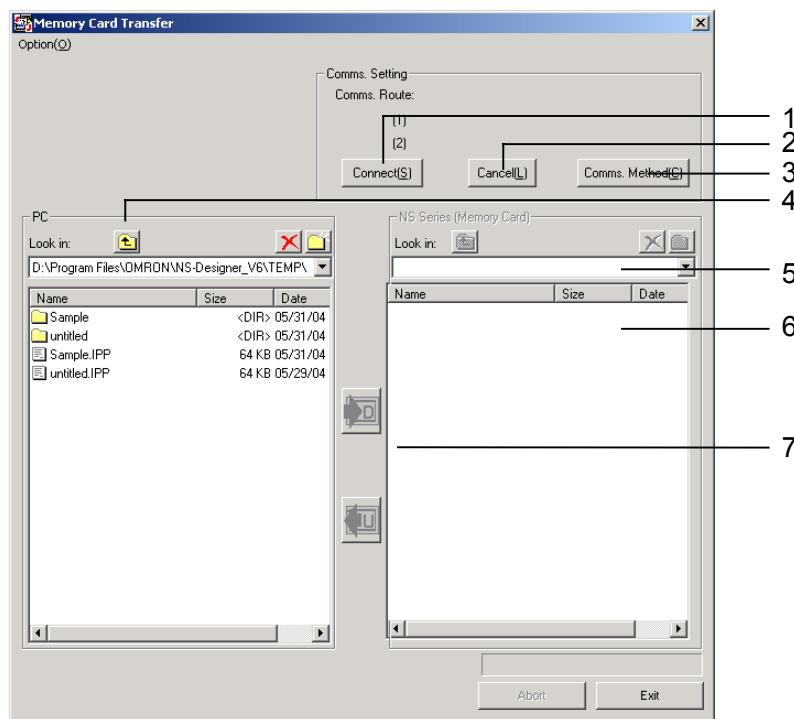 Memory Card Transfer
Option(O)
Comms. Setting
Comms. Route:
(1)
(2)
Connect(S) Cancel(L) Comms. Method(C)
1
2
3
4
5
6
7
PC
Look in:
D:\Program Files\OMRON\NS-Designer_V6\TEMP\
Name Size Date
Sample <DIR> 05/31/04
untitled <DIR> 05/31/04
Sample.IPP 64 KB 05/31/04
untitled.IPP 64 KB 05/29/04
D
U
NS Series (Memory Card)
Look in:
Name Size Date
Abort Exit